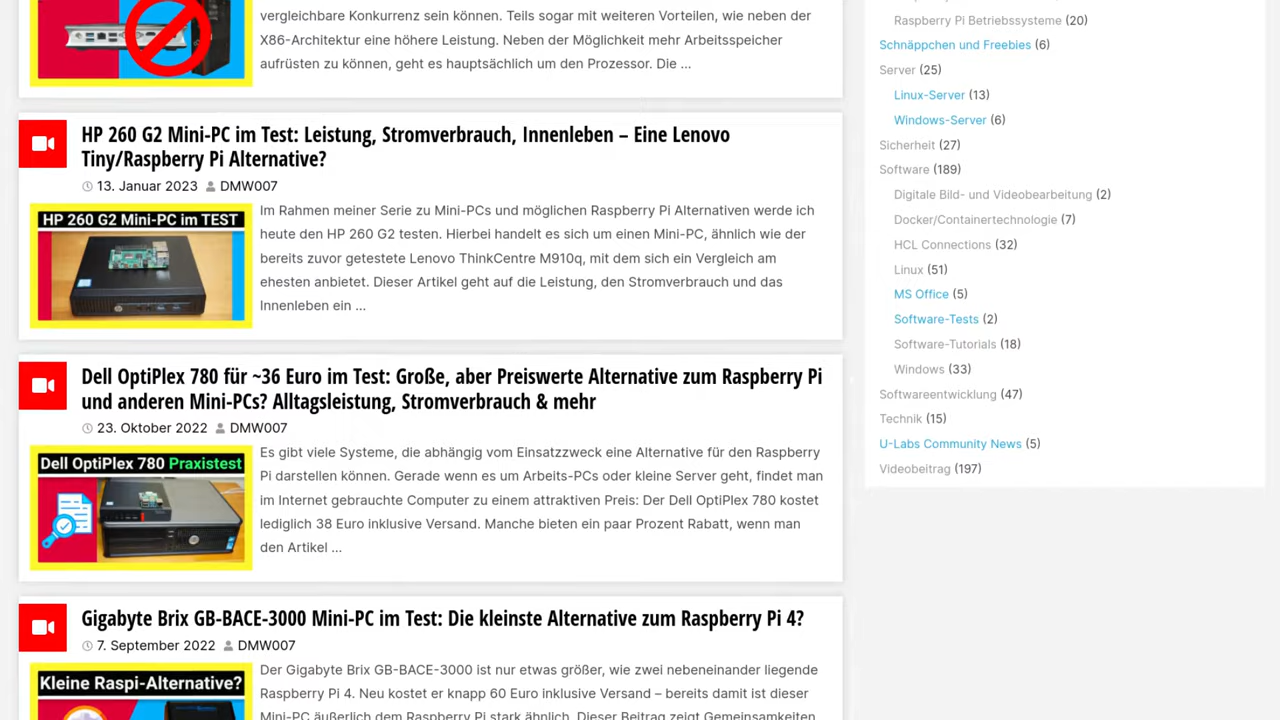 vergleichbare Konkurrenz sein können. Teils sogar mit weiteren Vorteilen, wie neben der
X86-Architektur eine höhere Leistung. Neben der Möglichkeit mehr Arbeitsspeicher
aufrüsten zu können, geht es hauptsächlich um den Prozessor. Die ...
HP 260 G2 Mini-PC im Test: Leistung, Stromverbrauch, Innenleben – Eine Lenovo
Tiny/Raspberry Pi Alternative?
13. Januar 2023 DMW007
HP 260 G2 Mini-PC im TEST
Im Rahmen meiner Serie zu Mini-PCs und möglichen Raspberry Pi Alternativen werde ich
heute den HP 260 G2 testen. Hierbei handelt es sich um einen Mini-PC, ähnlich wie der
bereits zuvor getestete Lenovo ThinkCentre M910q, mit dem sich ein Vergleich am
ehesten anbietet. Dieser Artikel geht auf die Leistung, den Stromverbrauch und das
Innenleben ein ...
Dell OptiPlex 780 für ~36 Euro im Test: Große, aber Preiswerte Alternative zum Raspberry Pi
und anderen Mini-PCs? Alltagsleistung, Stromverbrauch & mehr
23. Oktober 2022 DMW007
Dell OptiPlex 780 Praxistest
Es gibt viele Systeme, die abhängig vom Einsatzzweck eine Alternative für den Raspberry
Pi darstellen können. Gerade wenn es um Arbeits-PCs oder kleine Server geht, findet man
im Internet gebrauchte Computer zu einem attraktiven Preis: Der Dell OptiPlex 780 kostet
lediglich 38 Euro inklusive Versand. Manche bieten ein paar Prozent Rabatt, wenn man
den Artikel ...
Gigabyte Brix GB-BACE-3000 Mini-PC im Test: Die kleinste Alternative zum Raspberry Pi 4?
7. September 2022 DMW007
Kleine Raspi-Alternative?
Der Gigabyte Brix GB-BACE-3000 ist nur etwas größer, wie zwei nebeneinander liegende
Raspberry Pi 4. Neu kostet er knapp 60 Euro inklusive Versand – bereits damit ist dieser
Mini-PC äußerlich dem Raspberry Pi stark ähnlich. Dieser Beitrag zeigt Gemeinsamkeiten,
Raspberry Pi Betriebssysteme (20)
Schnäppchen und Freebies (6)
Server (25)
Linux-Server (13)
Windows-Server (6)
Sicherheit (27)
Software (189)
Digitale Bild- und Videobearbeitung (2)
Docker/Containertechnologie (7)
HCL Connections (32)
Linux (51)
MS Office (5)
Software-Tests (2)
Software-Tutorials (18)
Windows (33)
Softwareentwicklung (47)
Technik (15)
U-Labs Community News (5)
Videobeitrag (197)